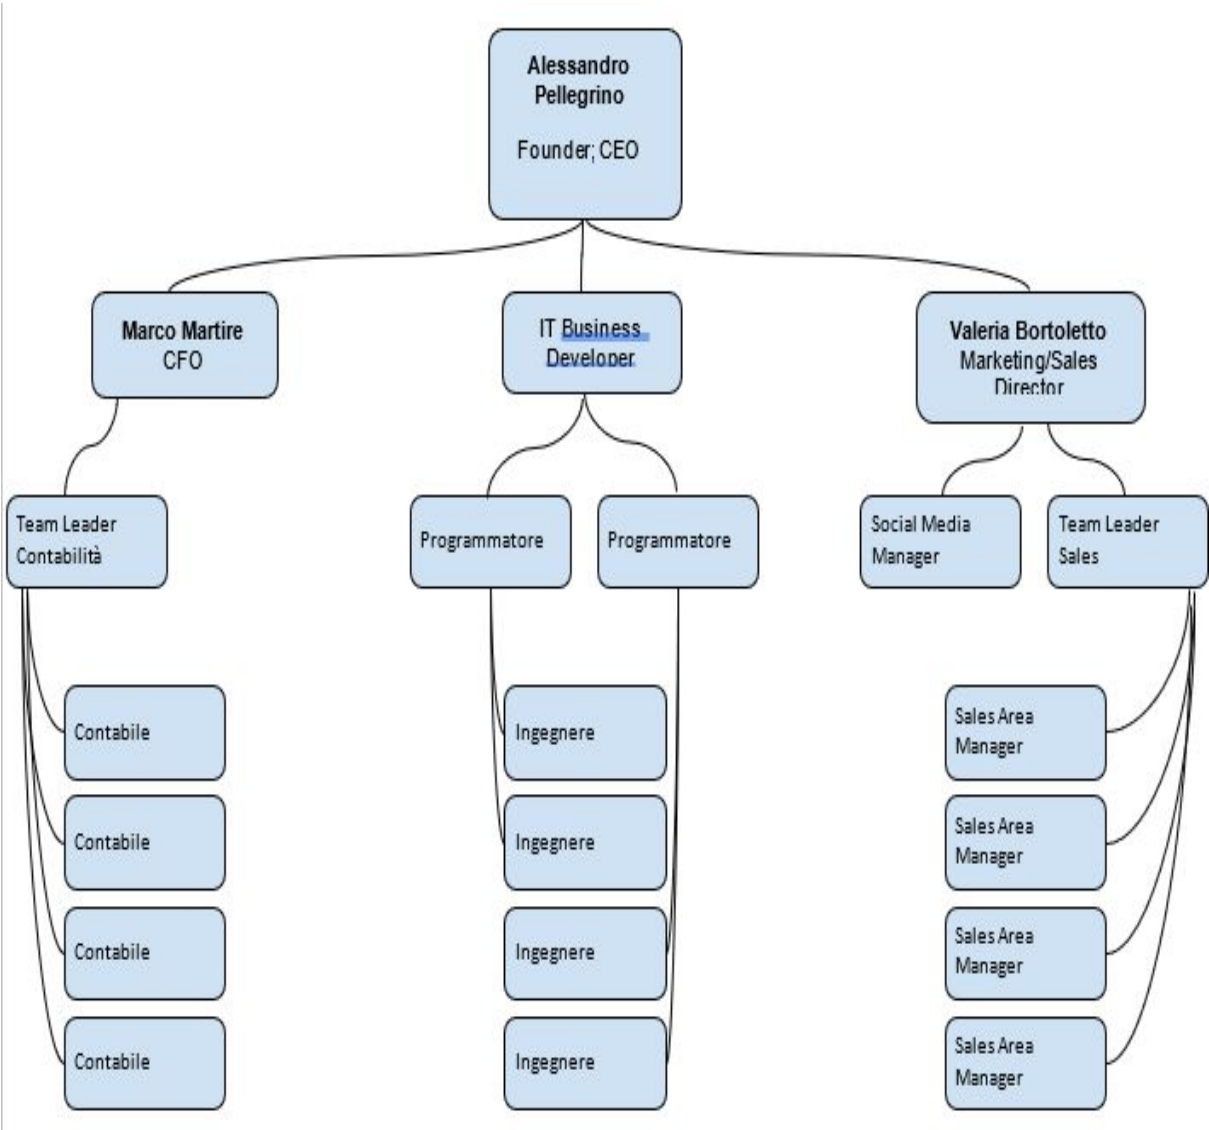 Alessandro
Pellegrino
Founder; CEO
Marco Martire
CFO
IT Business
Developer
Valeria Bortoletto
Marketing/Sales
Director
Team Leader
Contabilità
Programmatore
Programmatore
Social Media
Manager
Team Leader
Sales
Contabile
Contabile
Contabile
Contabile
Ingegnere
Ingegnere
Ingegnere
Ingegnere
Sales Area
Manager
Sales Area
Manager
Sales Area
Manager
Sales Area
Manager